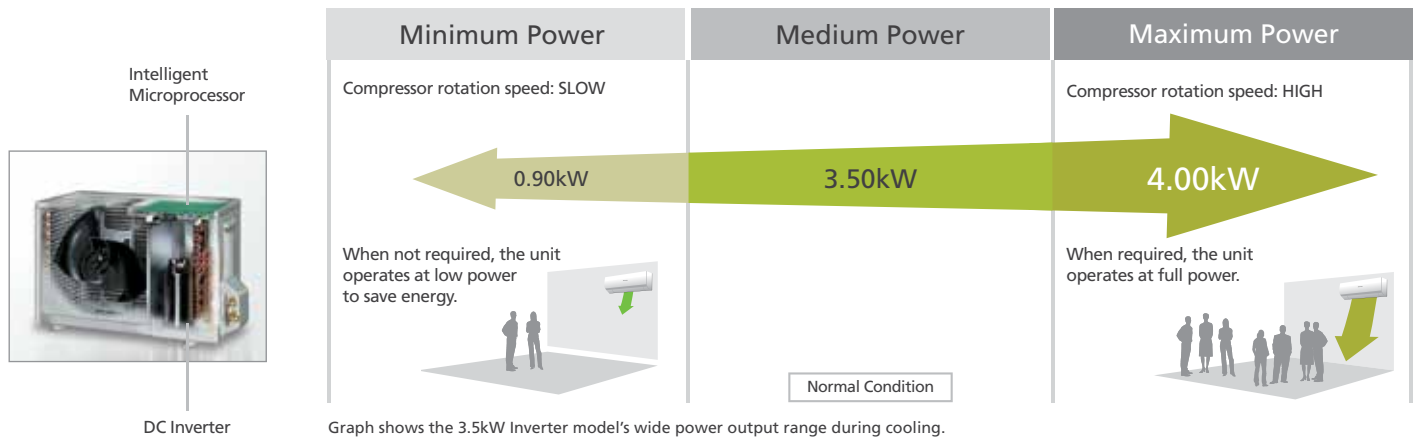 Intelligent
Microprocessor
DC Inverter
Minimum Power
Medium Power
Maximum Power
Compressor rotation speed: SLOW
Compressor rotation speed: HIGH
0.90kW
3.50kW
4.00kW
When not required, the unit
operates at low power
to save energy.
Normal Condition
When required, the unit
operates at full power.
Graph shows the 3.5kW Inverter model's wide power output range during cooling.